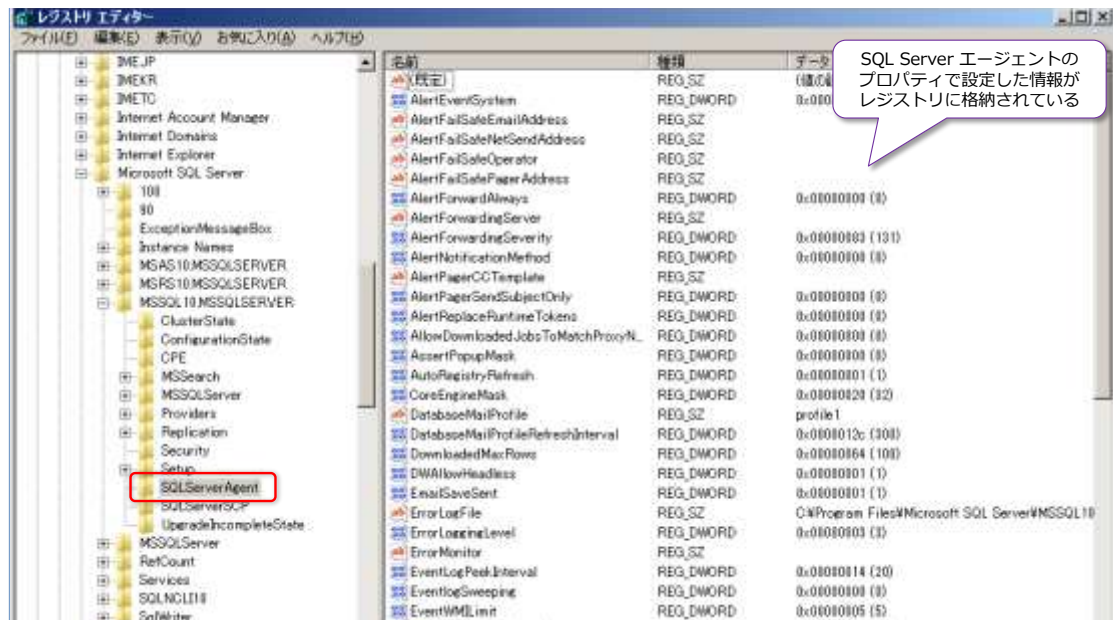 レジストリ エディター
ファイル(F) 編集(E) 表示(V) お気に入り(A) ヘルプ(H)
IMEJP
IMEKR
IMETC
Internet Account Manager
Internet Domains
Internet Explorer
Microsoft SQL Server
100
90
ExceptionMessageBox
Instance Names
MSAS10.MSSQLSERVER
MSRS10.MSSQLSERVER
MSSQL10.MSSQLSERVER
ClusterState
ConfigurationState
CPE
MSSearch
MSSQLServer
Providers
Replication
Security
Setup
SQLServerAgent
SQLServerSCP
UpgradeIncompleteState
MSSQLServer
RefCount
Services
SQLNCLI10
SqlWriter
名前 種類 データ
(既定) REG_SZ (値の
AlertEventSystem REG_DWORD 0x000
AlertFailSafeEmailAddress REG_SZ
AlertFailSafeNetSendAddress REG_SZ
AlertFailSafeOperator REG_SZ
AlertFailSafePagerAddress REG_SZ
AlertForwardAlways REG_DWORD 0x00000000 (0)
AlertForwardingServer REG_SZ
AlertForwardingSeverity REG_DWORD 0x00000083 (131)
AlertNotificationMethod REG_DWORD 0x00000000 (0)
AlertPagerCCTemplate REG_SZ
AlertPagerSendSubjectOnly REG_DWORD 0x00000000 (0)
AlertReplaceRuntimeTokens REG_DWORD 0x00000000 (0)
AllowDownloadedJobsToMatchProxyN... REG_DWORD 0x00000000 (0)
AssertPopupMask REG_DWORD 0x00000000 (0)
AutoRegistryRefresh REG_DWORD 0x00000001 (1)
CoreEngineMask REG_DWORD 0x00000020 (32)
DatabaseMailProfile REG_SZ profile1
DatabaseMailProfileRefreshInterval REG_DWORD 0x0000012c (300)
DownloadedMaxRows REG_DWORD 0x00000064 (100)
DWAllowHeadless REG_DWORD 0x00000001 (1)
EmailSaveSent REG_DWORD 0x00000001 (1)
ErrorLogFile REG_SZ C:¥Program Files¥Microsoft SQL Server¥MSSQL10
ErrorLoggingLevel REG_DWORD 0x00000003 (3)
ErrorMonitor REG_SZ
EventLogPeekInterval REG_DWORD 0x00000014 (20)
EventlogSweeping REG_DWORD 0x00000000 (0)
EventWMILimit REG_DWORD 0x00000005 (5)
SQL Server エージェントの
プロパティで設定した情報が
レジストリに格納されている